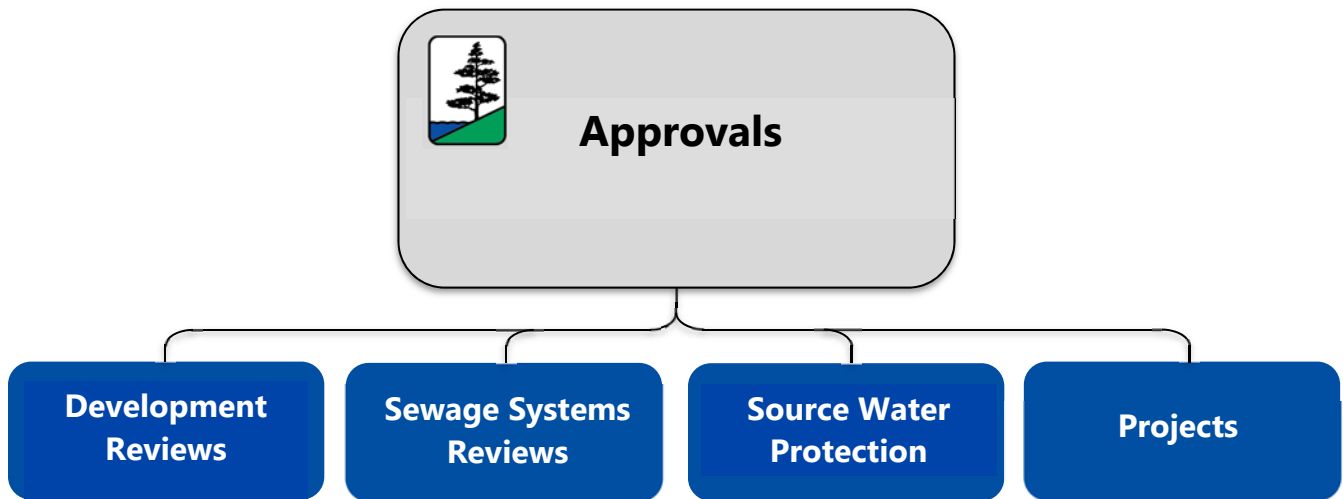 Approvals
Development
Reviews
Sewage Systems
Reviews
Source Water
Protection
Projects